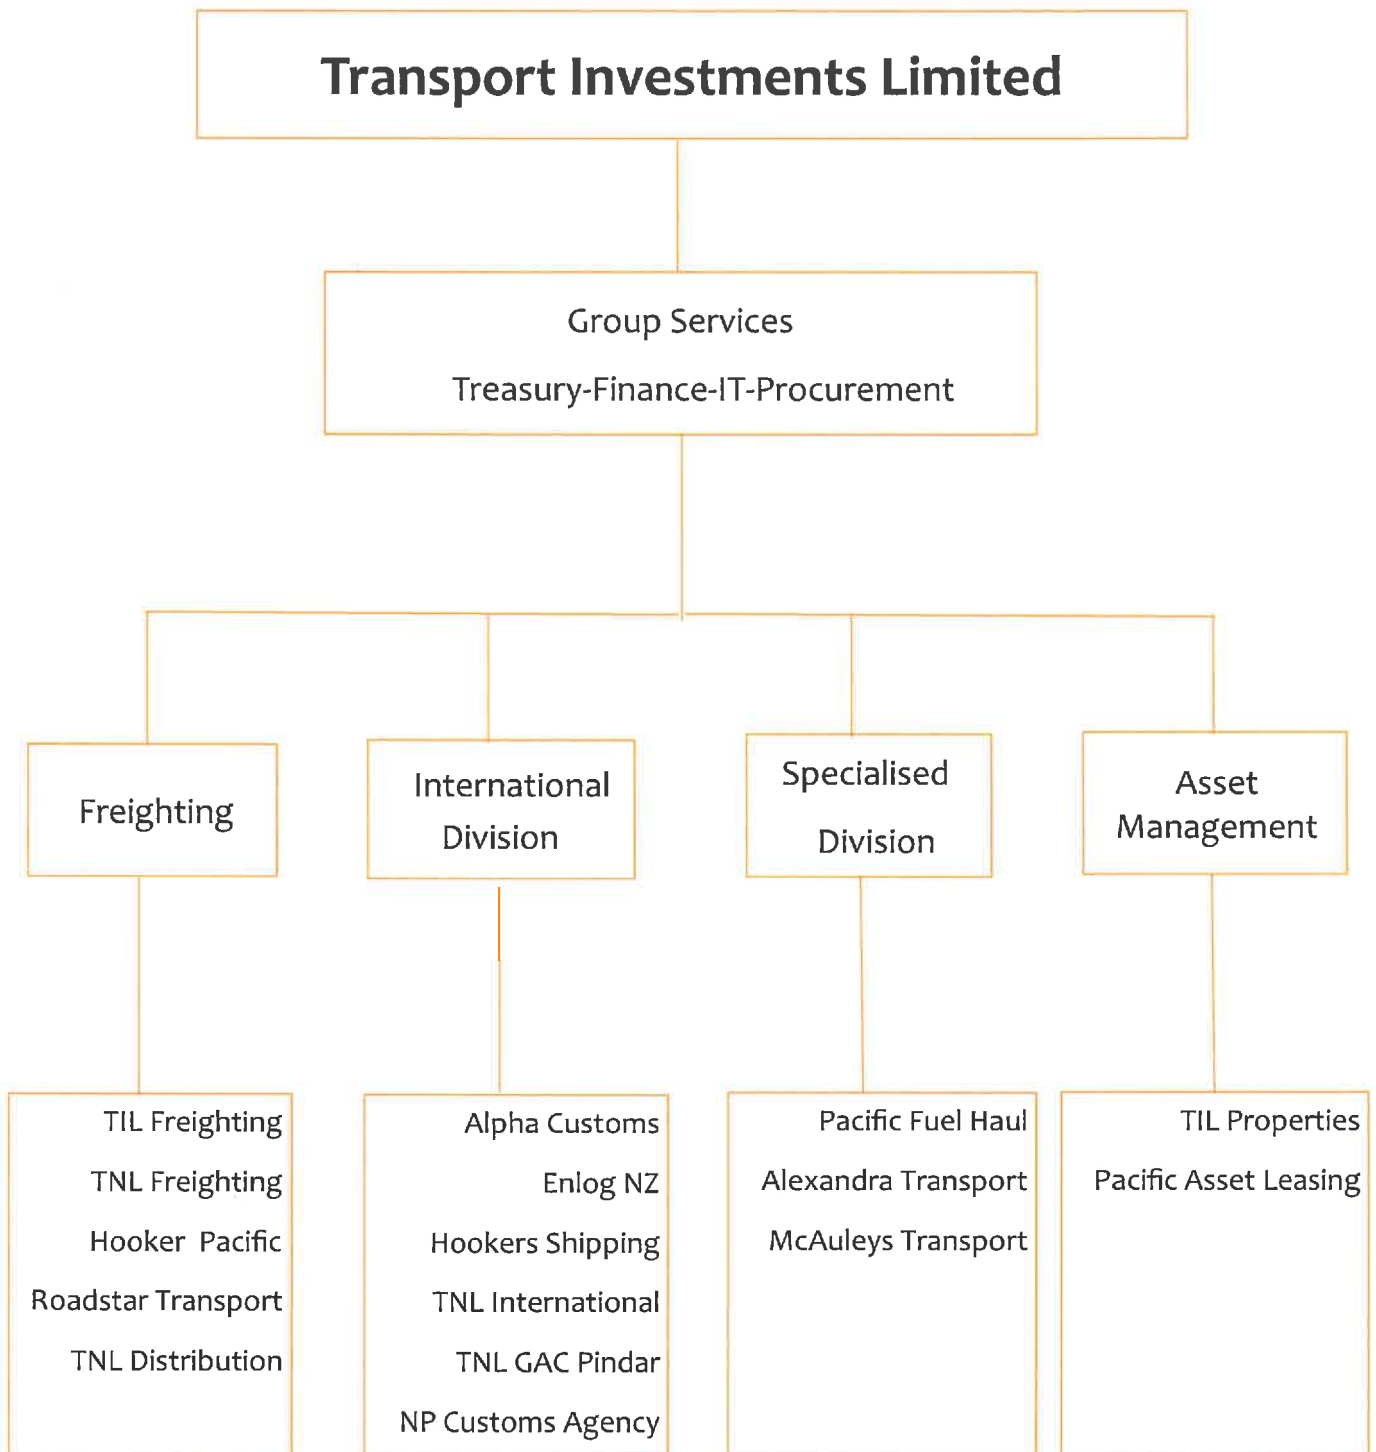 Transport Investments Limited
Group Services
Treasury-Finance-IT-Procurement
Freighting
International
Division
Specialised
Division
Asset
Management
TIL Freighting
TNL Freighting
Hooker Pacific
Roadstar Transport
TNL Distribution
Alpha Customs
Enlog NZ
Hookers Shipping
TNL International
TNL GAC Pindar
NP Customs Agency
Pacific Fuel Haul
Alexandra Transport
McAuleys Transport
TIL Properties
Pacific Asset Leasing